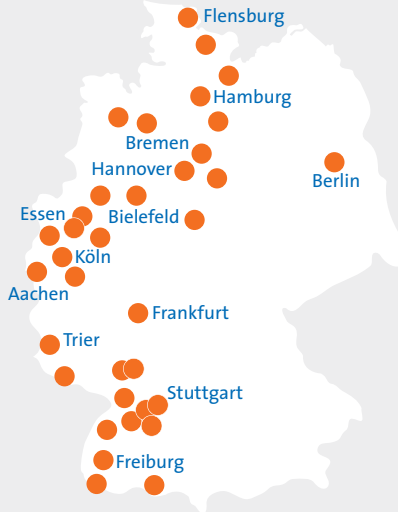 Flensburg
Hamburg
Bremen
Hannover
Berlin
Essen
Bielefeld
Köln
Aachen
Frankfurt
Trier
Stuttgart
Freiburg